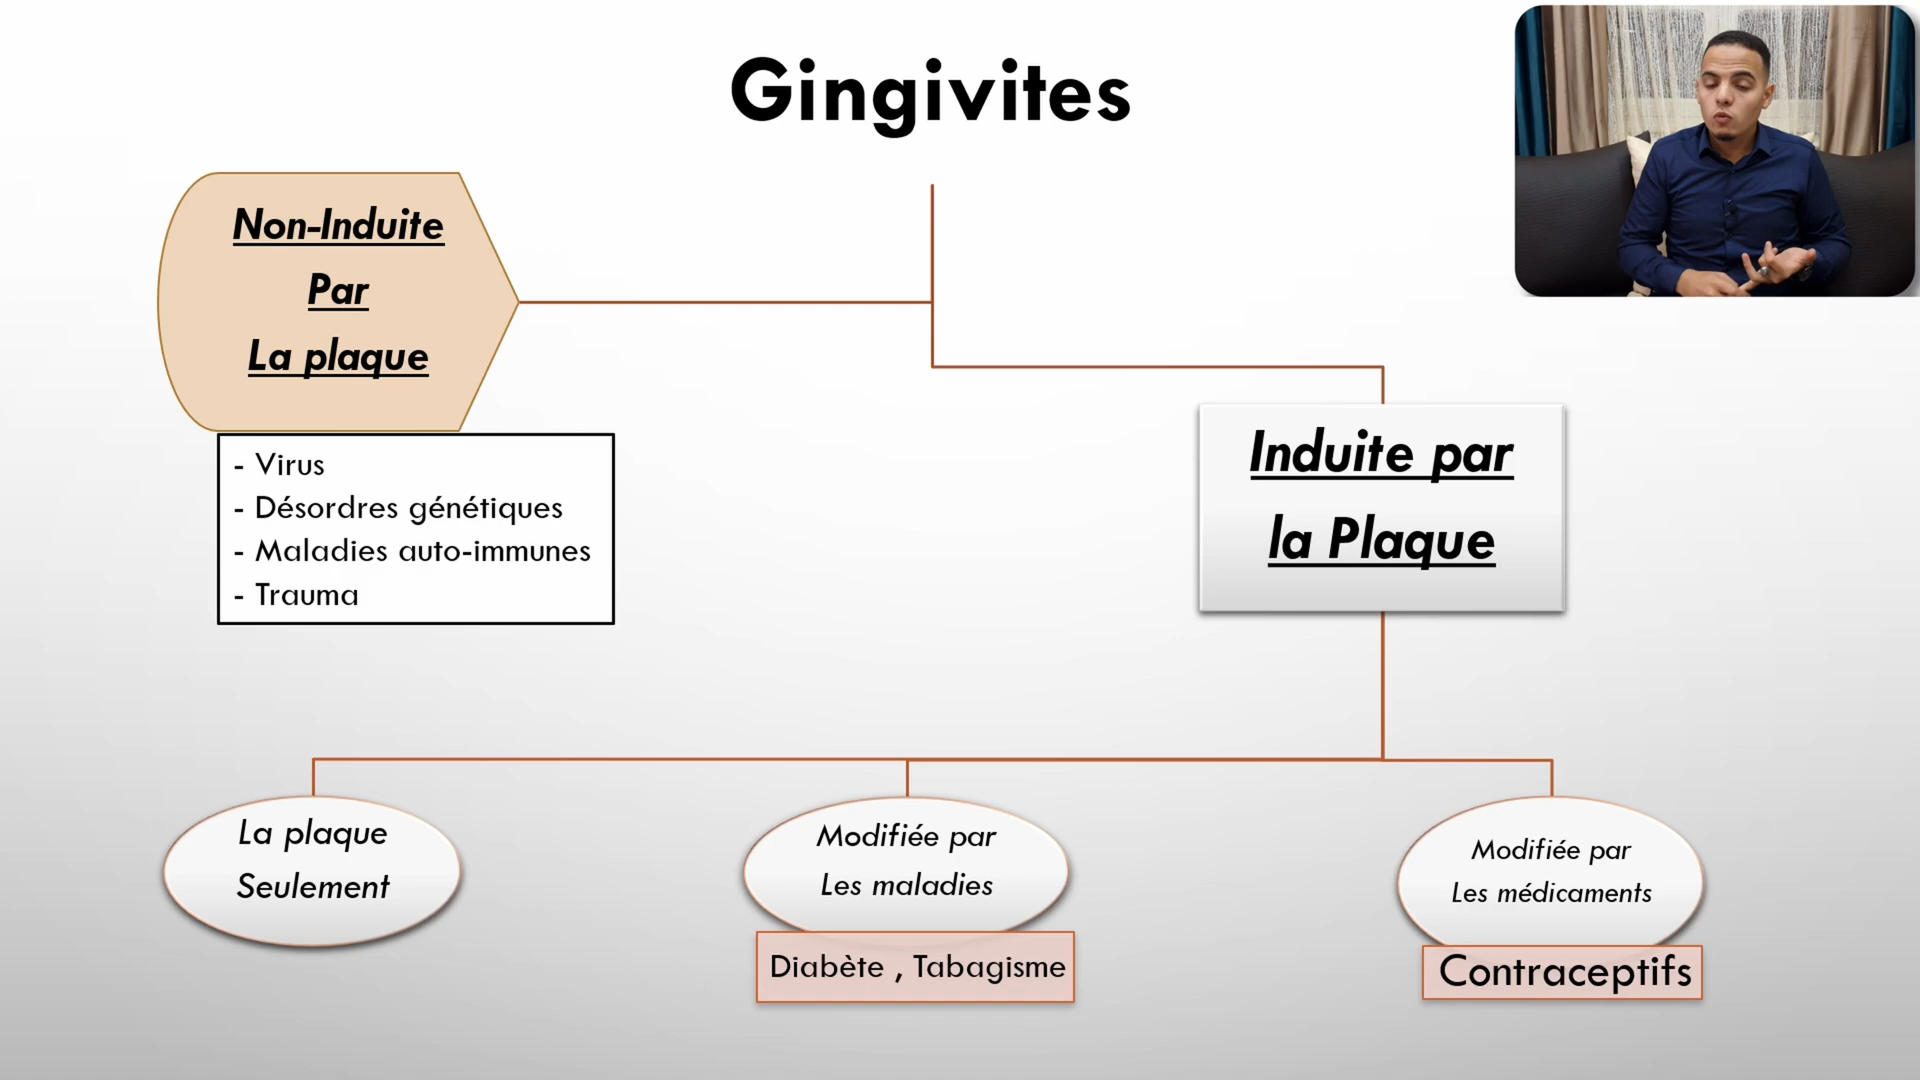 Gingivites
Non-Induite
Par
La plaque
- Virus
- Désordres génétiques
- Maladies auto-immunes
- Trauma
Induite par
la Plaque
La plaque
Seulement
Modifiée par
Les maladies
Diabète , Tabagisme
Modifiée par
Les médicaments
Contraceptifs